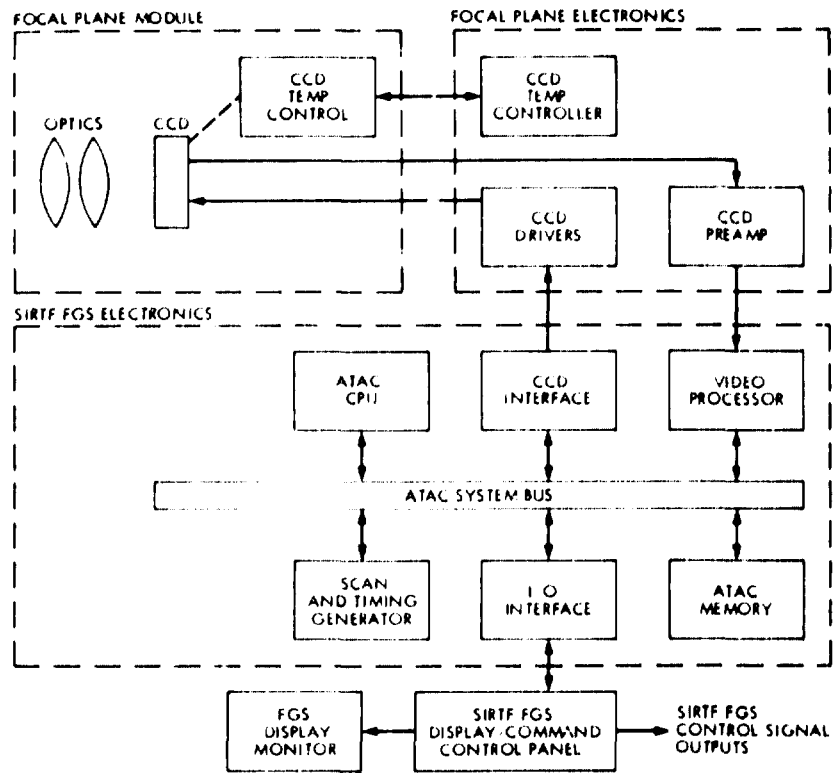 FOCAL PLANE MODULE
FOCAL PLANE ELECTRONICS
CCD
TEMP
CONTROL
CCD
TEMP
CONTROLLER
OPTICS
CCD
CCD
DRIVERS
CCD
PREAMP
SIRTF FGS ELECTRONICS
ATAC
CPU
CCD
INTERFACE
VIDEO
PROCESSOR
ATAC SYSTEM BUS
SCAN
AND TIMING
GENERATOR
I O
INTERFACE
ATAC
MEMORY
FGS
DISPLAY
MONITOR
SIRTF FGS
DISPLAY/COMMAND
CONTROL PANEL
SIRTF FGS
CONTROL SIGNAL
OUTPUTS